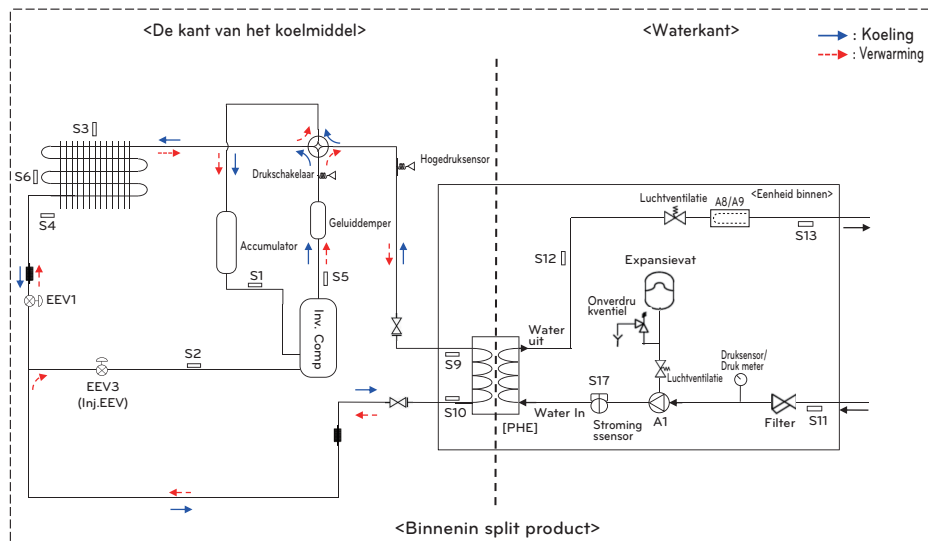 <De kant van het koelmiddel>
<Waterkant>
: Koeling
: Verwarming
S3
S6
S4
EEV1
EEV3
(Inj.EEV)
S2
S1
Accumulator
Drukschakelaar
Geluiddemper
S5
Inv. Comp
Hogedruksensor
<Eenheid binnen>
Luchtventilatie
A8/A9
S13
S12
Expansievat
Onverdru
kventiel
Water
uit
S9
S10
[PHE]
Water In
S17
Stroming
ssensor
Luchtventilatie
A1
Druksensor/
Druk meter
Filter
S11
<Binnenin split product>